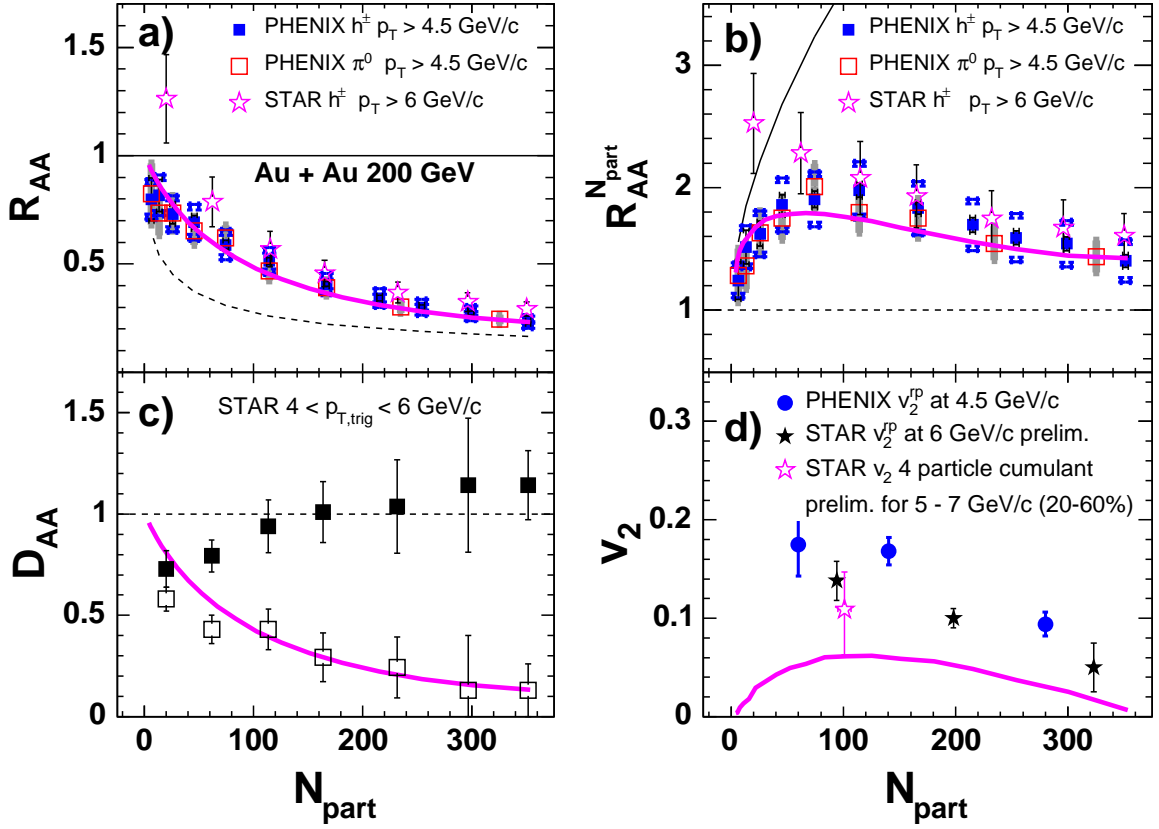 a)
PHENIX h± pT > 4.5 GeV/c
PHENIX π0 pT > 4.5 GeV/c
STAR h± pT > 6 GeV/c
Au + Au 200 GeV
RAA
1.5
1
0.5
b)
PHENIX h± pT > 4.5 GeV/c
PHENIX π0 pT > 4.5 GeV/c
STAR h± pT > 6 GeV/c
RAA Npart
3
2
1
c)
STAR 4 < pT,trig < 6 GeV/c
DAA
1.5
1
0.5
0
0 100 200 300
Npart
d)
PHENIX v2rp at 4.5 GeV/c
STAR v2rp at 6 GeV/c prelim.
STAR v2 4 particle cumulant
prelim. for 5 - 7 GeV/c (20-60%)
v2
0.3
0.2
0.1
0
0 100 200 300
Npart